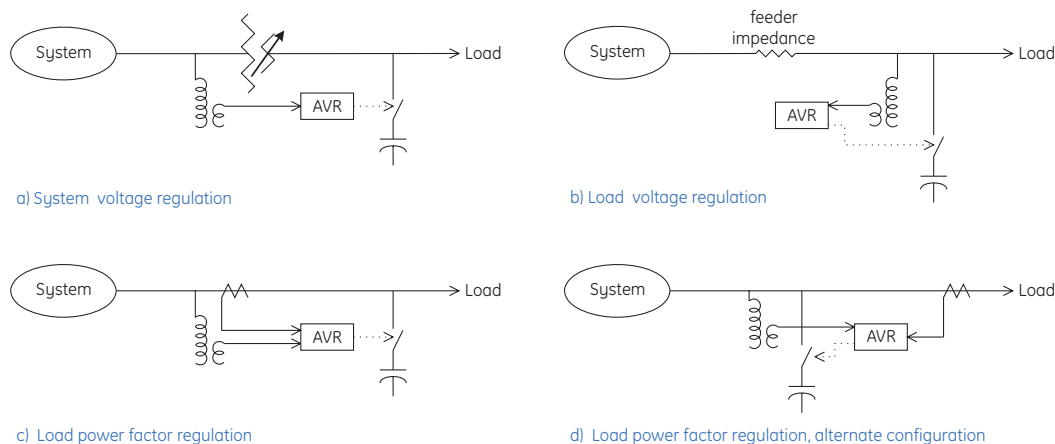 System
Load
AVR
a) System voltage regulation
System
feeder
impedance
Load
AVR
b) Load voltage regulation
System
Load
AVR
c) Load power factor regulation
System
Load
AVR
d) Load power factor regulation, alternate configuration